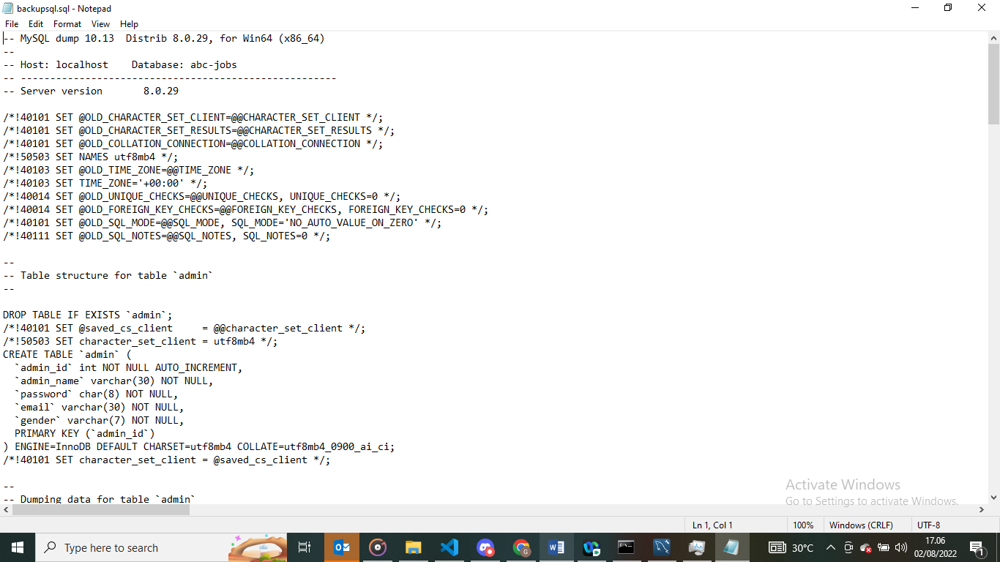 backupsql.sql - Notepad
File Edit Format View Help
-- MySQL dump 10.13  Distrib 8.0.29, for Win64 (x86_64)
--
-- Host: localhost    Database: abc-jobs
-- ------------------------------------------------------
-- Server version       8.0.29
/*!40101 SET @OLD_CHARACTER_SET_CLIENT=@@CHARACTER_SET_CLIENT */;
/*!40101 SET @OLD_CHARACTER_SET_RESULTS=@@CHARACTER_SET_RESULTS */;
/*!40101 SET @OLD_COLLATION_CONNECTION=@@COLLATION_CONNECTION */;
/*!50503 SET NAMES utf8mb4 */;
/*!40103 SET @OLD_TIME_ZONE=@@TIME_ZONE */;
/*!40103 SET TIME_ZONE='+00:00' */;
/*!40014 SET @OLD_UNIQUE_CHECKS=@@UNIQUE_CHECKS, UNIQUE_CHECKS=0 */;
/*!40014 SET @OLD_FOREIGN_KEY_CHECKS=@@FOREIGN_KEY_CHECKS, FOREIGN_KEY_CHECKS=0 */;
/*!40101 SET @OLD_SQL_MODE=@@SQL_MODE, SQL_MODE='NO_AUTO_VALUE_ON_ZERO' */;
/*!40111 SET @OLD_SQL_NOTES=@@SQL_NOTES, SQL_NOTES=0 */;
--
-- Table structure for table `admin`
--
DROP TABLE IF EXISTS `admin`;
/*!40101 SET @saved_cs_client     = @@character_set_client */;
/*!50503 SET character_set_client = utf8mb4 */;
CREATE TABLE `admin` (
  `admin_id` int NOT NULL AUTO_INCREMENT,
  `admin_name` varchar(30) NOT NULL,
  `password` char(8) NOT NULL,
  `email` varchar(30) NOT NULL,
  `gender` varchar(7) NOT NULL,
  PRIMARY KEY (`admin_id`)
) ENGINE=InnoDB DEFAULT CHARSET=utf8mb4 COLLATE=utf8mb4_0900_ai_ci;
/*!40101 SET character_set_client = @saved_cs_client */;
--
-- Dumping data for table `admin`
Activate Windows
Go to Settings to activate Windows.
Ln 1, Col 1 100% Windows (CRLF) UTF-8
Type here to search 30°C 17.06
02/08/2022